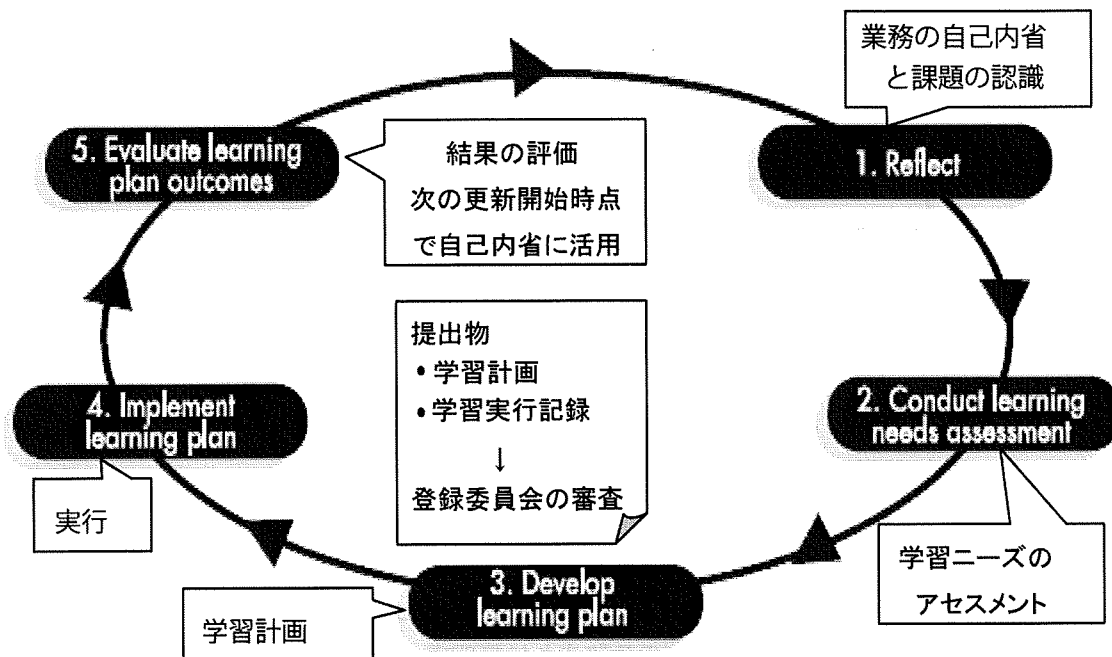 業務の自己内省
と課題の認識
1. Reflect
2. Conduct learning
needs assessment
学習ニーズの
アセスメント
3. Develop
learning plan
学習計画
4. Implement
learning plan
実行
5. Evaluate learning
plan outcomes
結果の評価
次の更新開始時点
で自己内省に活用
提出物
• 学習計画
• 学習実行記録
↓
登録委員会の審査